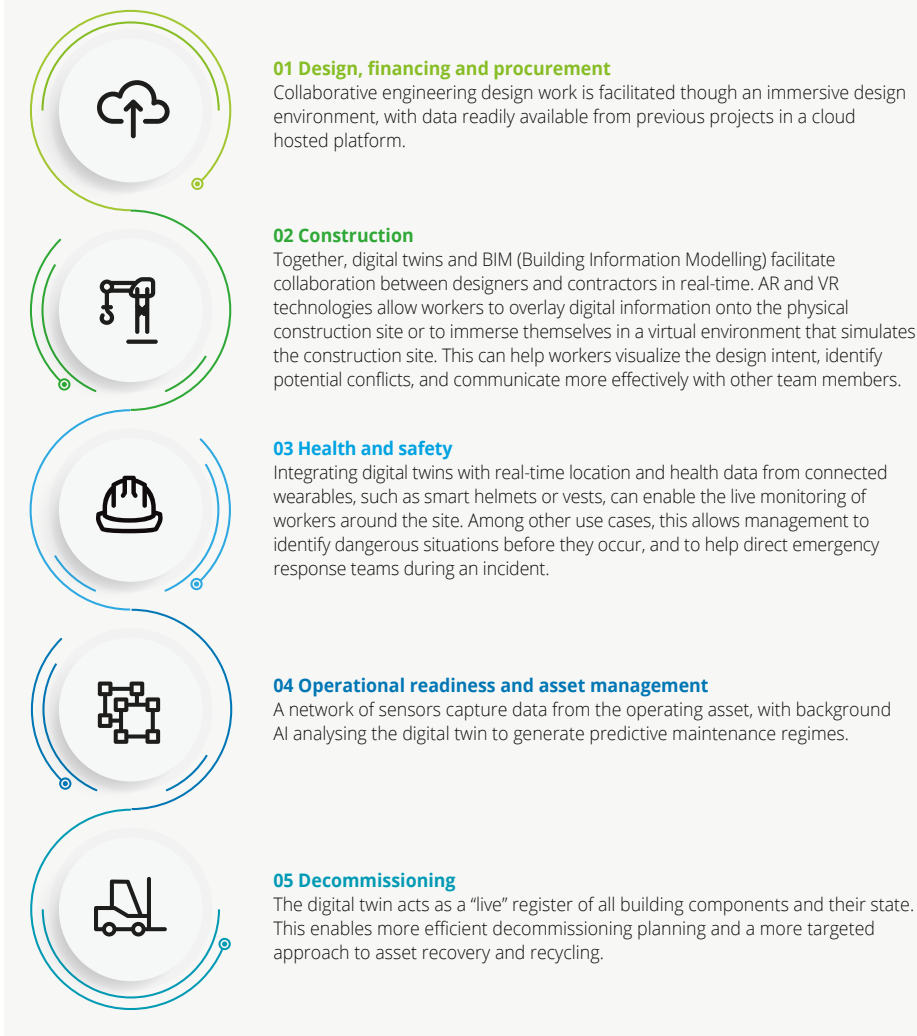 01 Design, financing and procurement
Collaborative engineering design work is facilitated though an immersive design
environment, with data readily available from previous projects in a cloud
hosted platform.
02 Construction
Together, digital twins and BIM (Building Information Modelling) facilitate
collaboration between designers and contractors in real-time. AR and VR
technologies allow workers to overlay digital information onto the physical
construction site or to immerse themselves in a virtual environment that simulates
the construction site. This can help workers visualize the design intent, identify
potential conflicts, and communicate more effectively with other team members.
03 Health and safety
Integrating digital twins with real-time location and health data from connected
wearables, such as smart helmets or vests, can enable the live monitoring of
workers around the site. Among other use cases, this allows management to
identify dangerous situations before they occur, and to help direct emergency
response teams during an incident.
04 Operational readiness and asset management
A network of sensors capture data from the operating asset, with background
AI analysing the digital twin to generate predictive maintenance regimes.
05 Decommissioning
The digital twin acts as a “live” register of all building components and their state.
This enables more efficient decommissioning planning and a more targeted
approach to asset recovery and recycling.